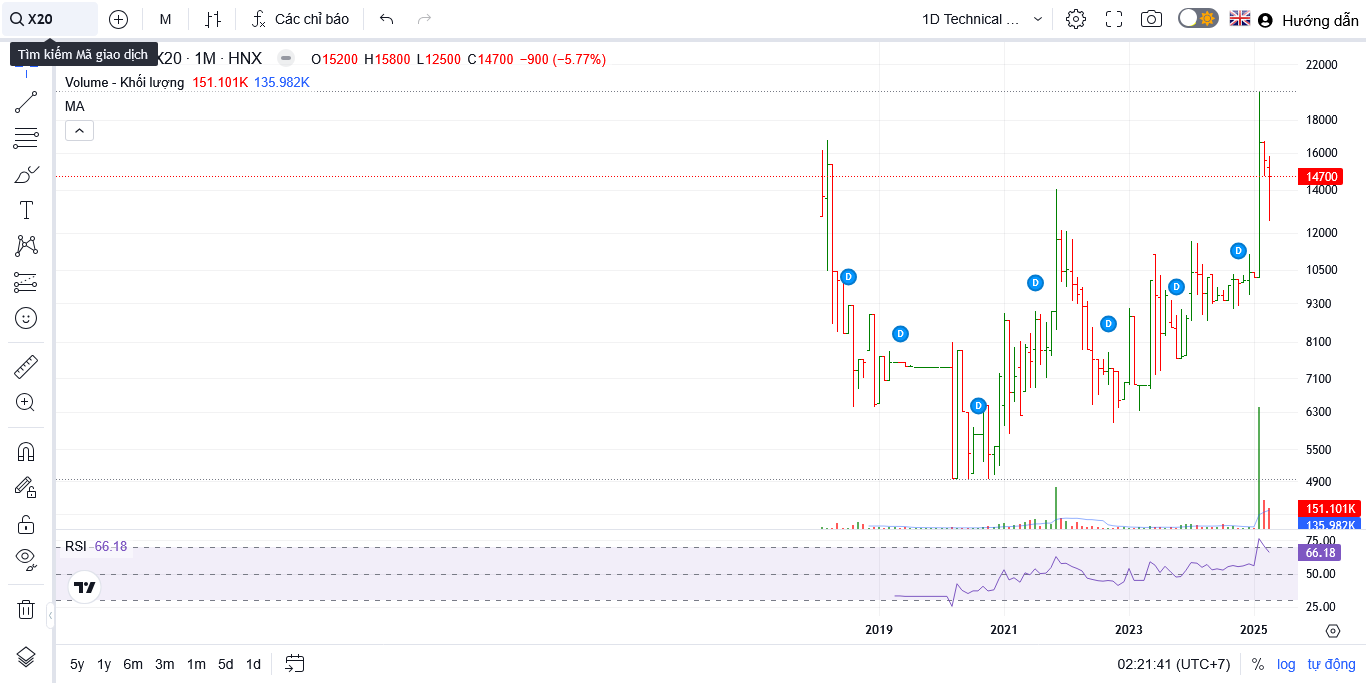 X20
M
Các chỉ báo
1D Technical ...
Hướng dẫn
Tìm kiếm Mã giao dịch
X20 · 1M · HNX
O15200 H15800 L12500 C14700 −900 (−5.77%)
Volume - Khối lượng 151.101K 135.982K
MA
22000
18000
16000
14700
14000
12000
10500
9300
8100
7100
6300
5500
4900
151.101K
135.982K
D
D
D
D
D
D
D
RSI 66.18
75.00
66.18
50.00
25.00
2019
2021
2023
2025
5y 1y 6m 3m 1m 5d 1d
02:21:41 (UTC+7)
%
log
tự động